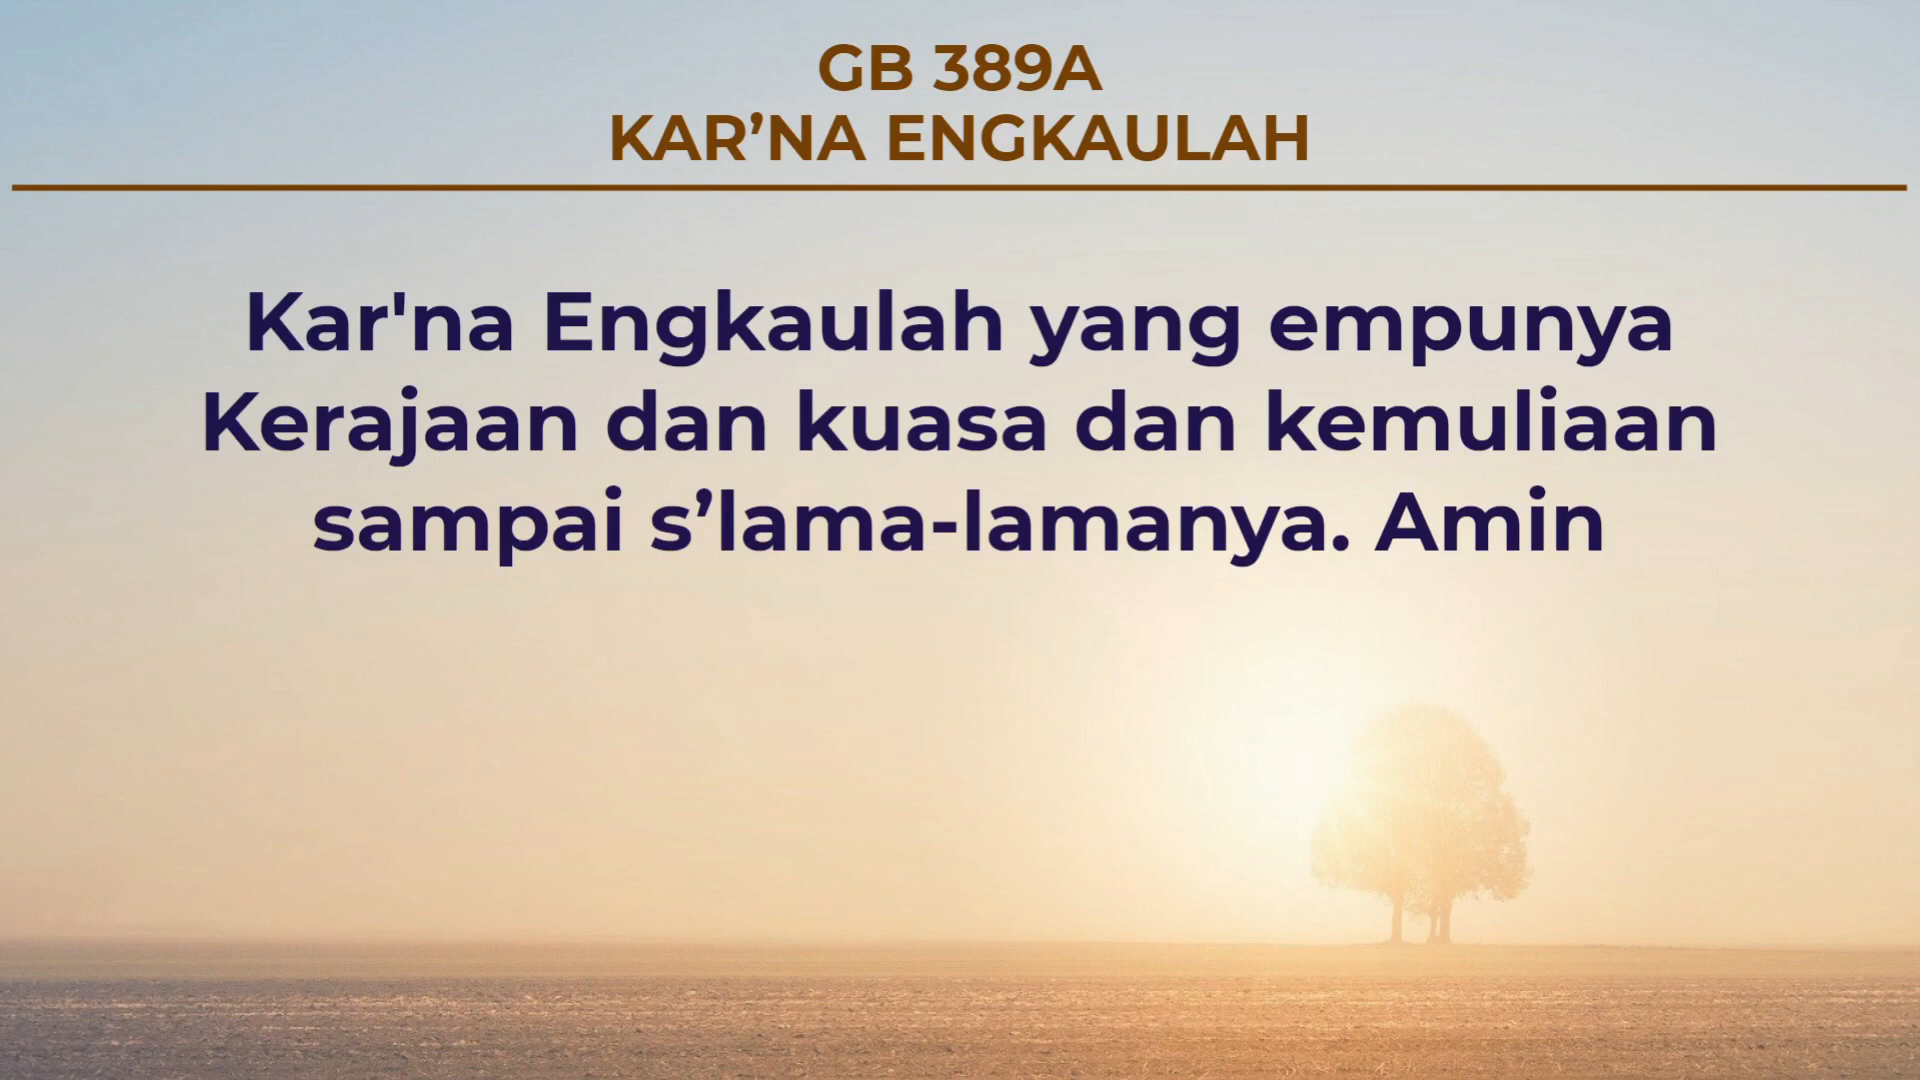 GB 389A
KAR’NA ENGKAULAH
Kar'na Engkaulah yang empunya
Kerajaan dan kuasa dan kemuliaan
sampai s’lama-lamanya. Amin